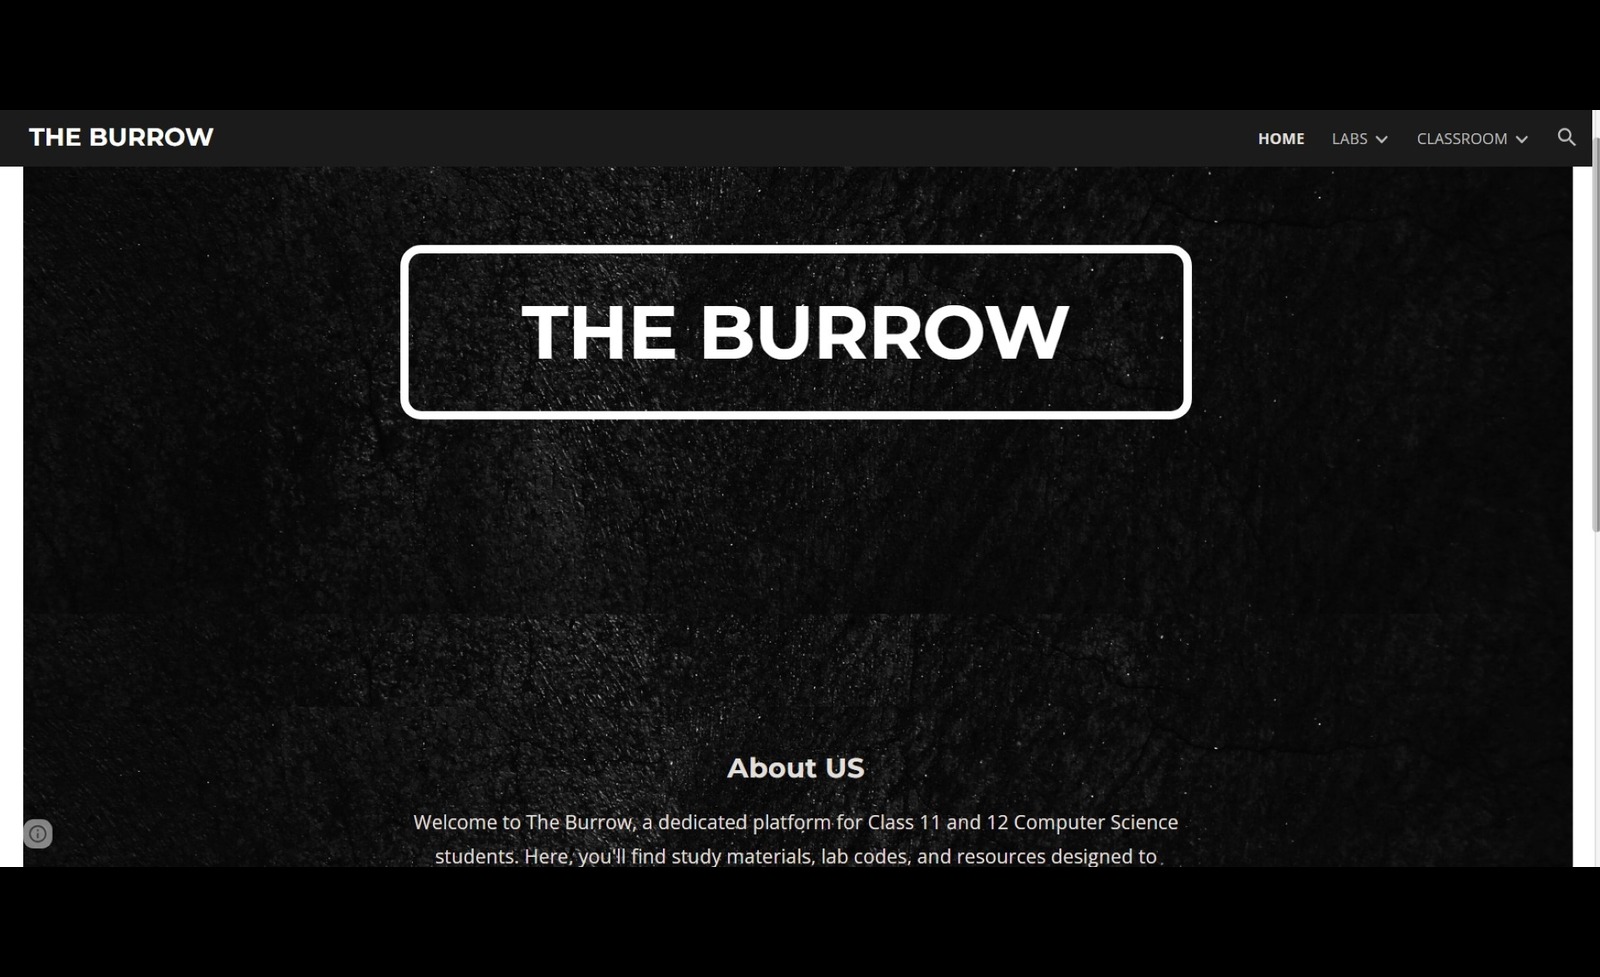 THE BURROW
HOME LABS CLASSROOM
THE BURROW
About US
Welcome to The Burrow, a dedicated platform for Class 11 and 12 Computer Science
students. Here, you'll find study materials, lab codes, and resources designed to